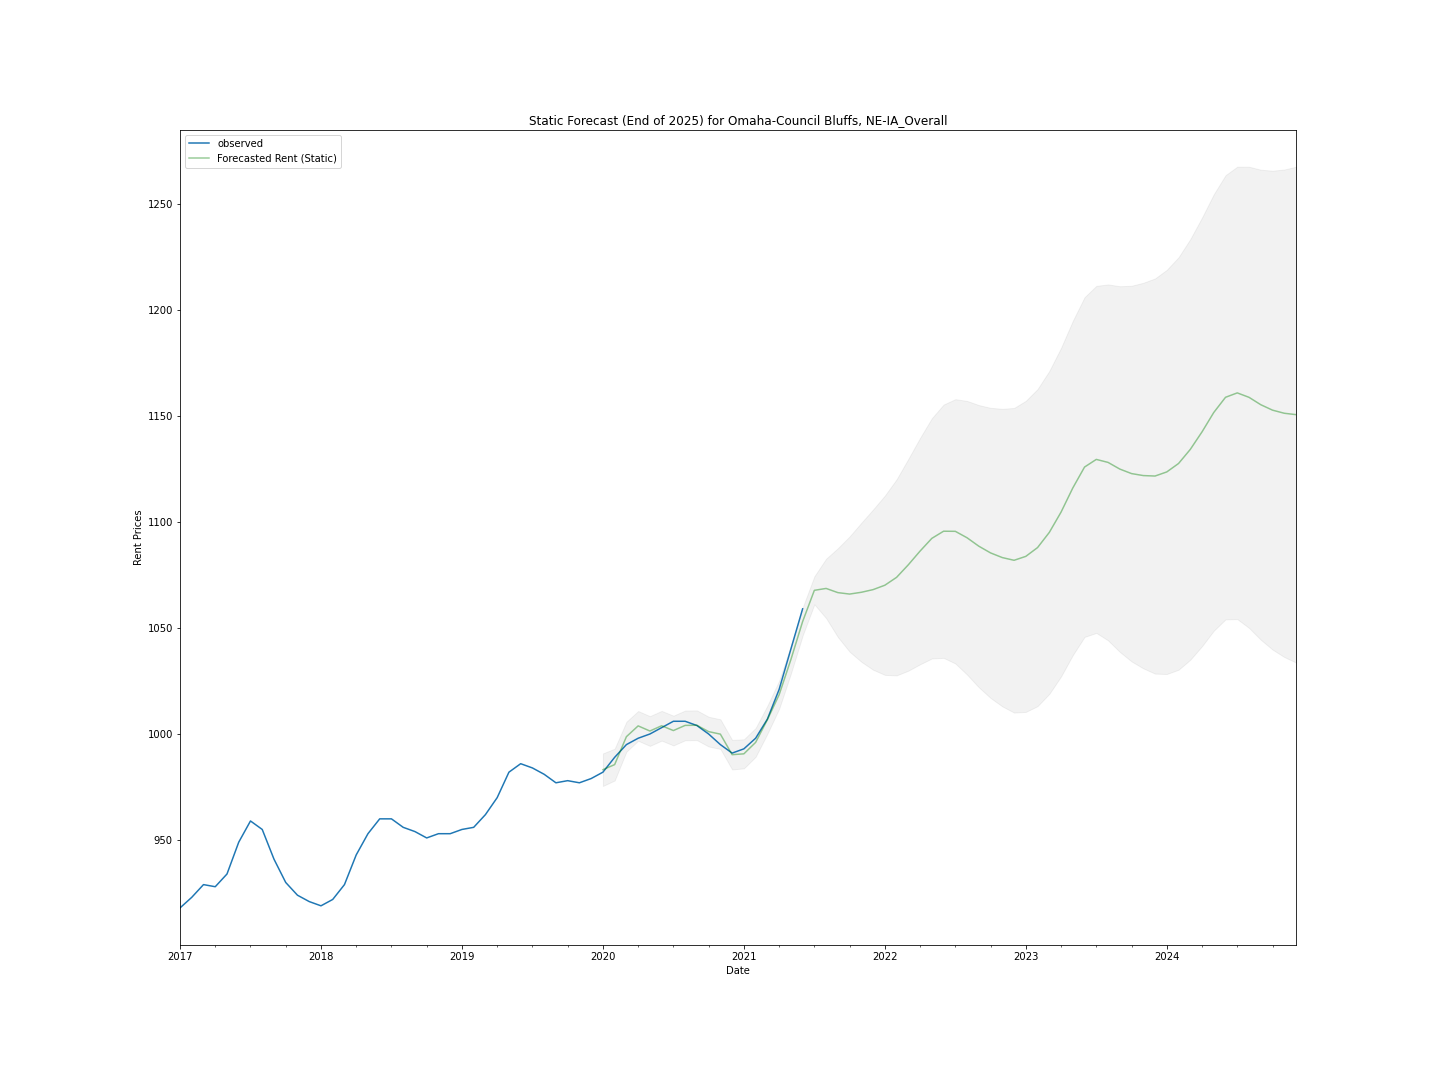 Static Forecast (End of 2025) for Omaha-Council Bluffs, NE-IA_Overall
observed
Forecasted Rent (Static)
1250
1200
1150
1100
1050
1000
950
Rent Prices
2017 2018 2019 2020 2021 2022 2023 2024
Date